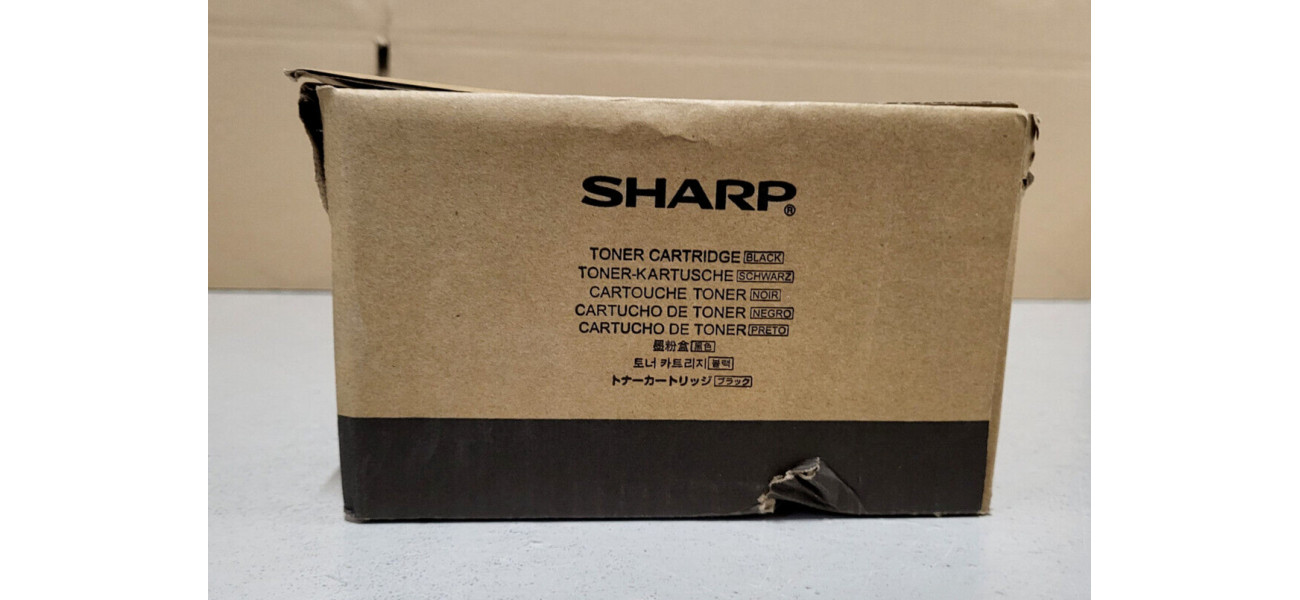 SHARP®
TONER CARTRIDGE BLACK
TONER-KARTUSCHE SCHWARZ
CARTOUCHE TONER NOIR
CARTUCHO DE TONER NEGRO
CARTUCHO DE TONER PRETO
墨粉盒 黑色
토너 카트리지 블랙
トナーカートリッジ ブラック